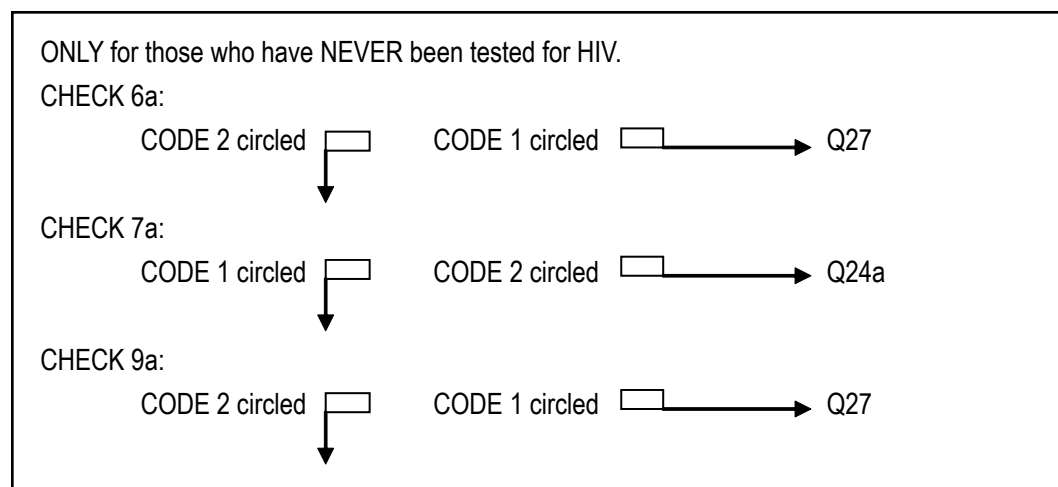 ONLY for those who have NEVER been tested for HIV.
CHECK 6a:
CODE 2 circled CODE 1 circled Q27
CHECK 7a:
CODE 1 circled CODE 2 circled Q24a
CHECK 9a:
CODE 2 circled CODE 1 circled Q27